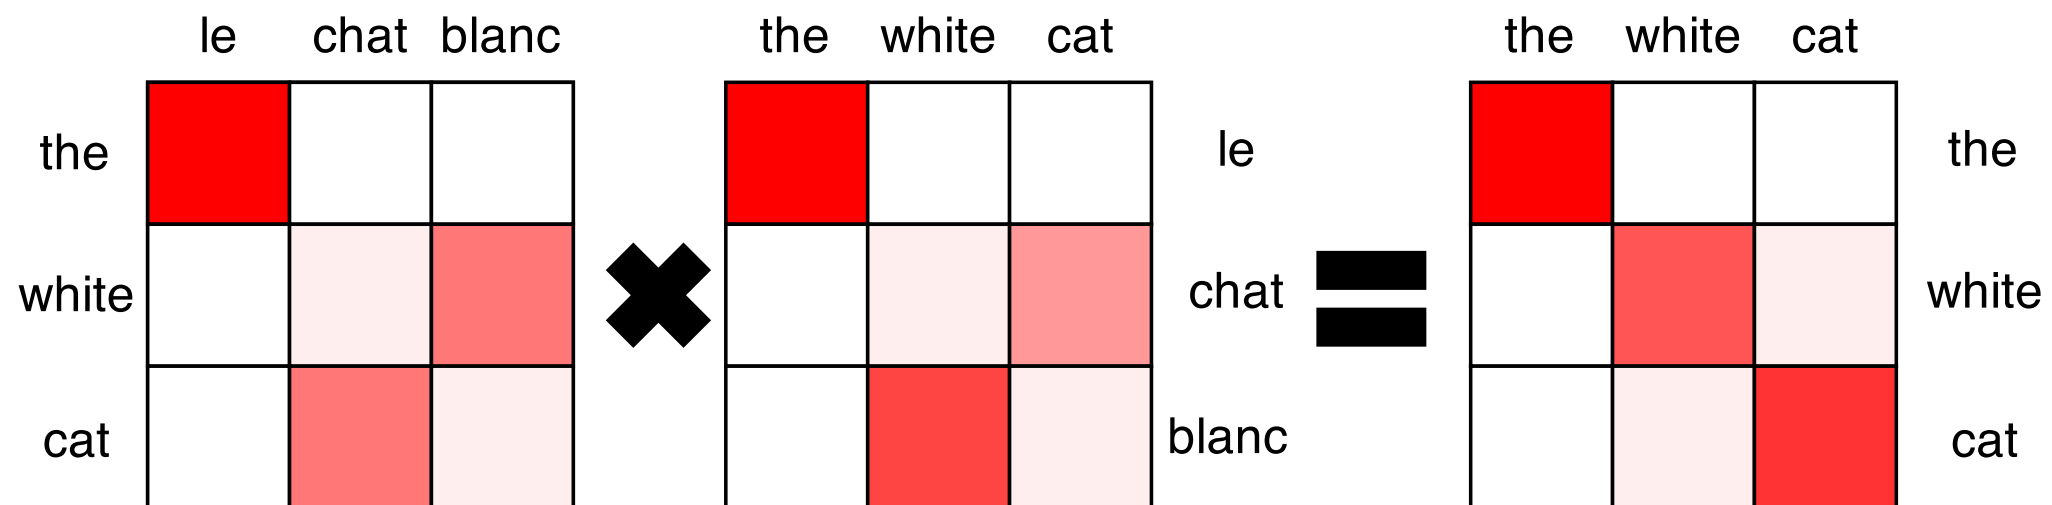 le chat blanc
the white cat
the white cat
the
le
the
white
chat
white
cat
blanc
cat